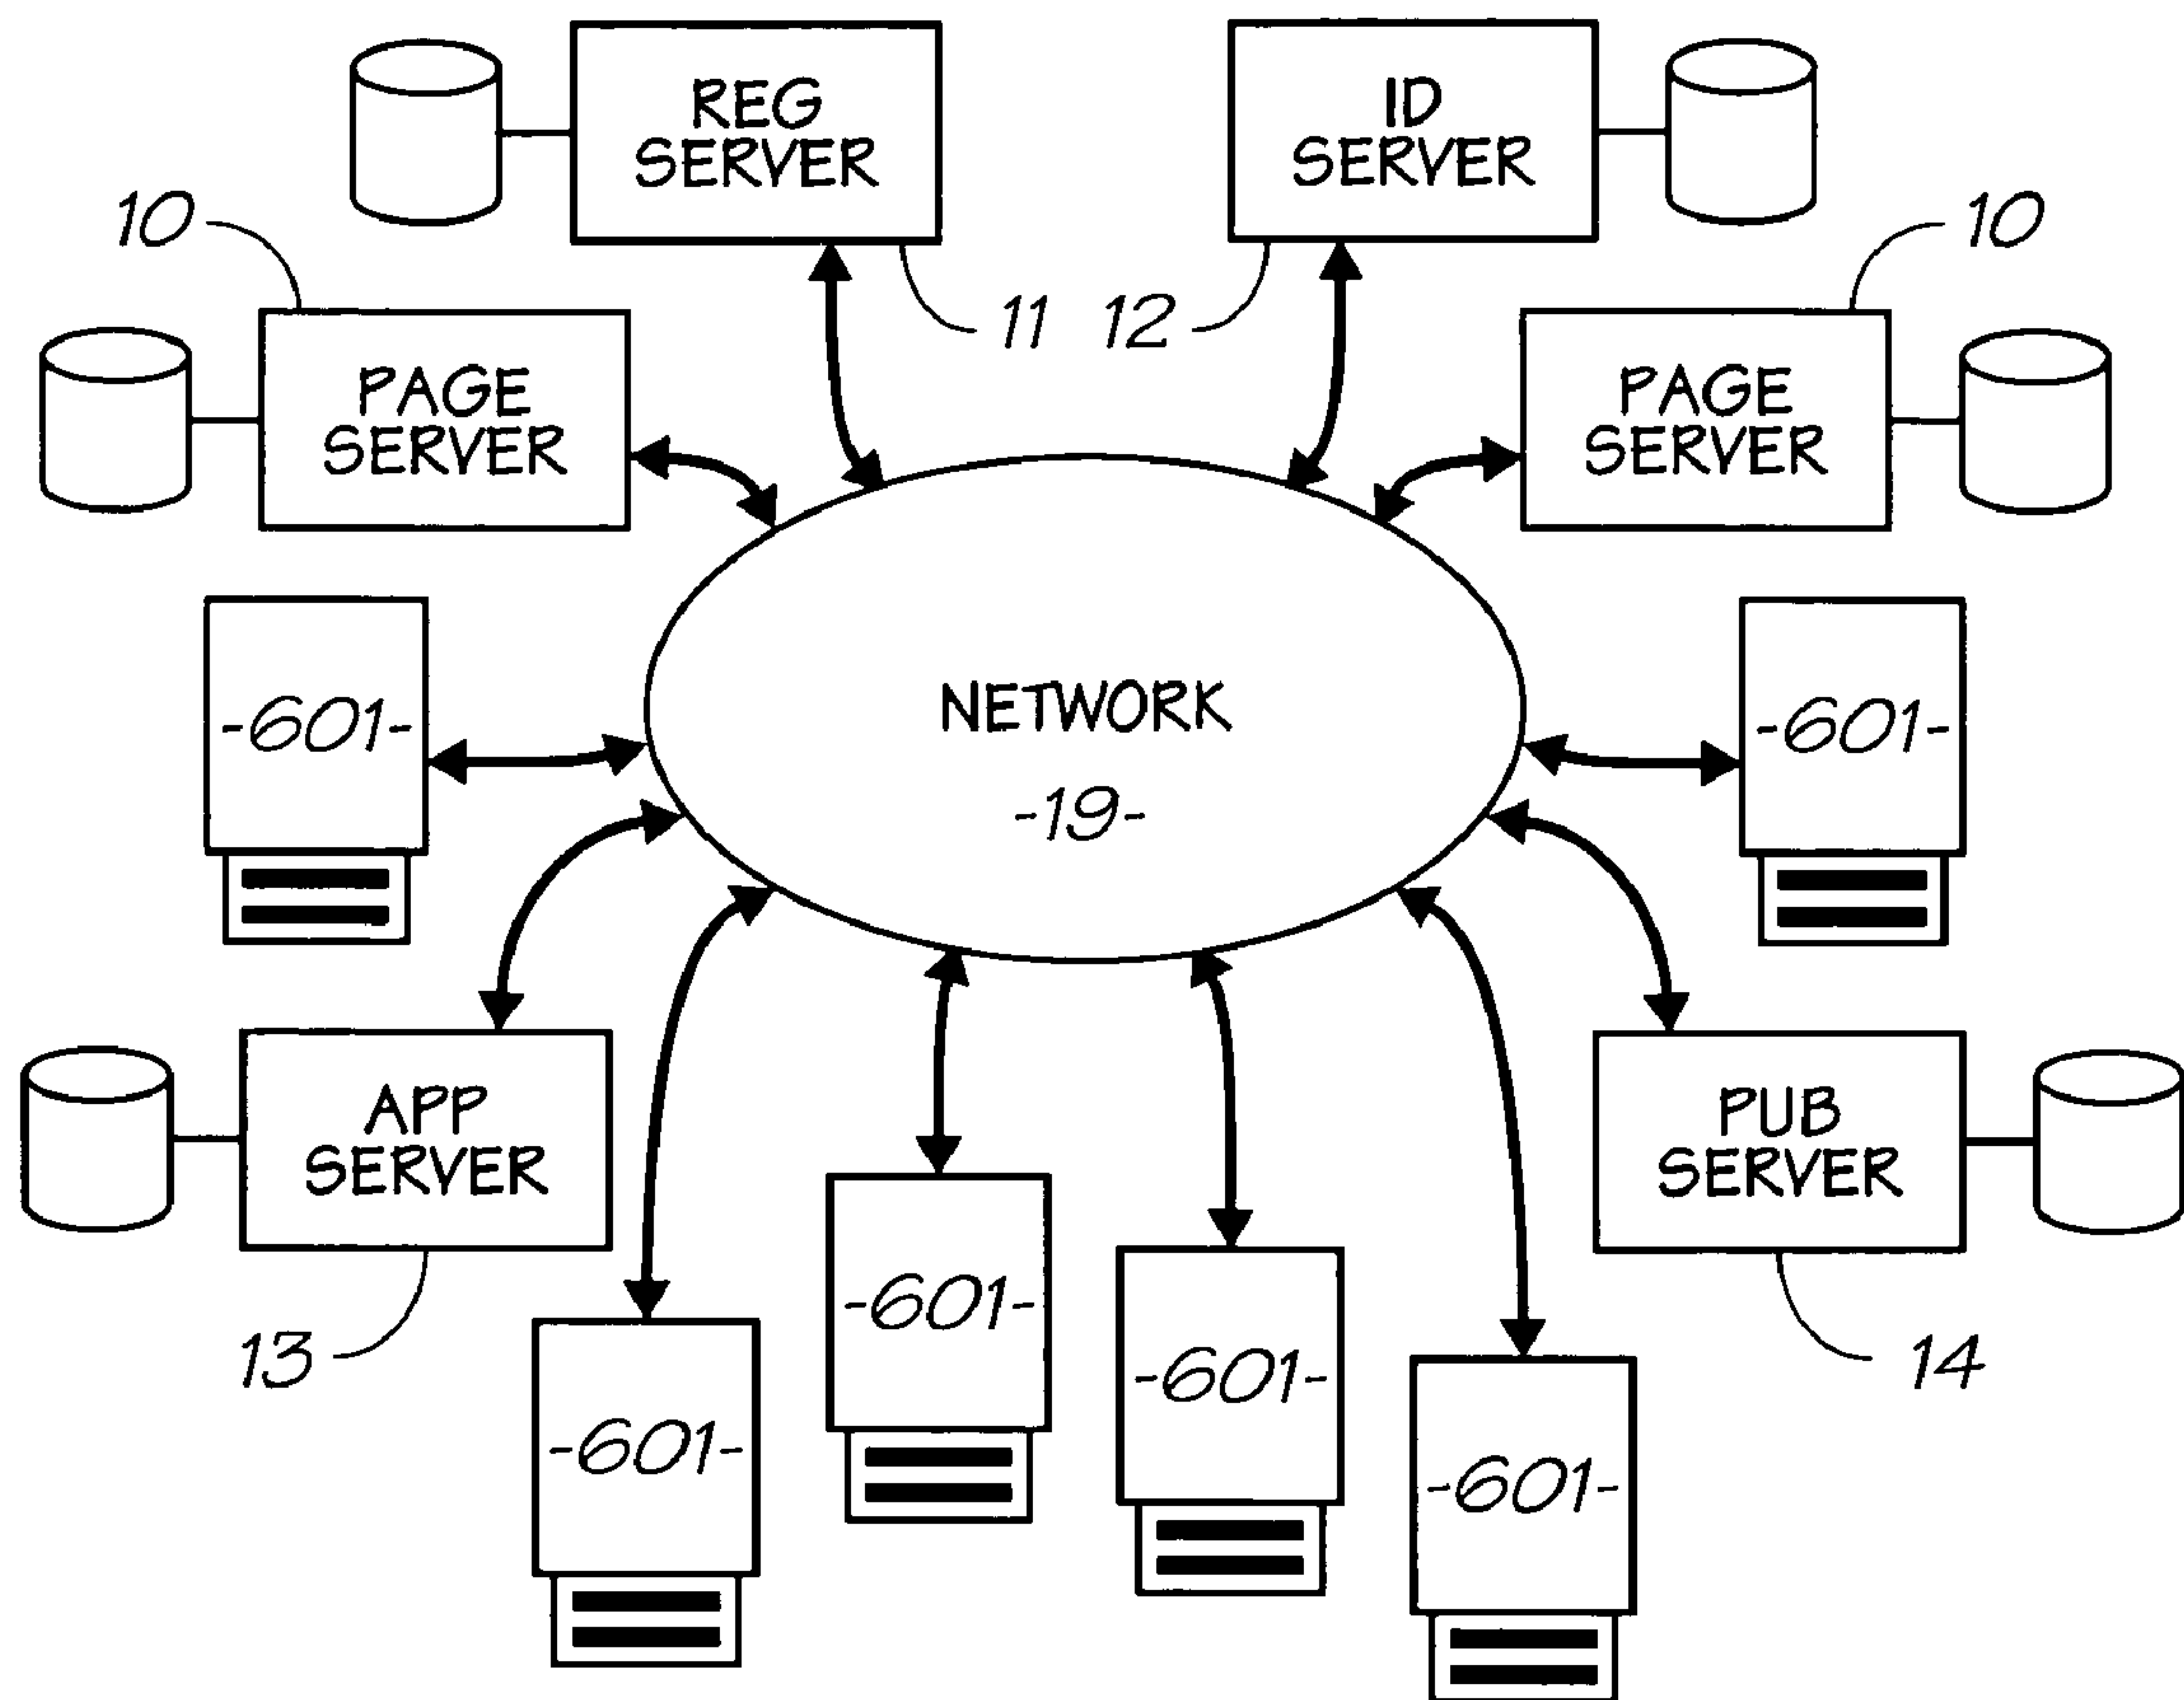 REG
SERVER
ID
SERVER
10
10
11
12
PAGE
SERVER
PAGE
SERVER
-601-
NETWORK
-19-
-601-
APP
SERVER
PUB
SERVER
-601-
-601-
13
14
-601-
-601-